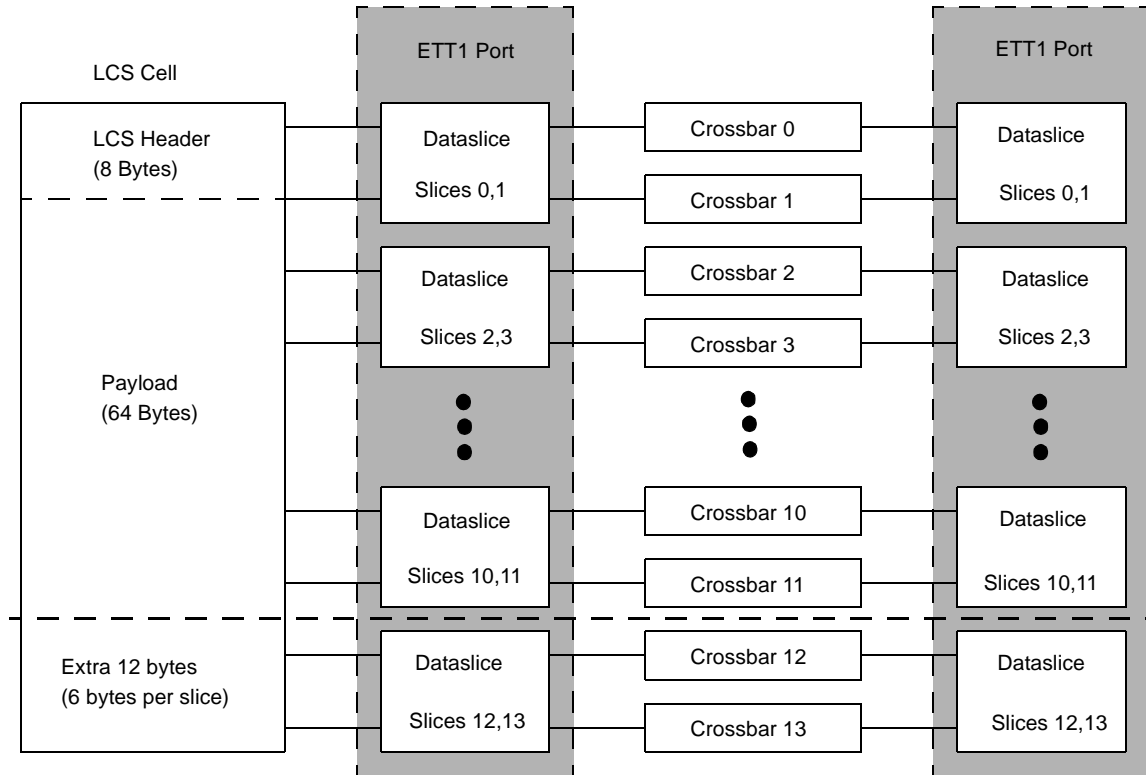 LCS Cell
LCS Header
(8 Bytes)
Payload
(64 Bytes)
Extra 12 bytes
(6 bytes per slice)
ETT1 Port
Dataslice
Slices 0,1
Dataslice
Slices 2,3
Dataslice
Slices 10,11
Dataslice
Slices 12,13
Crossbar 0
Crossbar 1
Crossbar 2
Crossbar 3
Crossbar 10
Crossbar 11
Crossbar 12
Crossbar 13
ETT1 Port
Dataslice
Slices 0,1
Dataslice
Slices 2,3
Dataslice
Slices 10,11
Dataslice
Slices 12,13